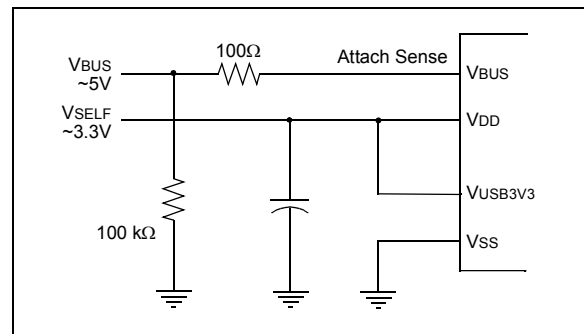 100Ω
Attach Sense
VBUS
~5V
VBUS
VSELF
~3.3V
VDD
VUSB3V3
100 kΩ
VSS